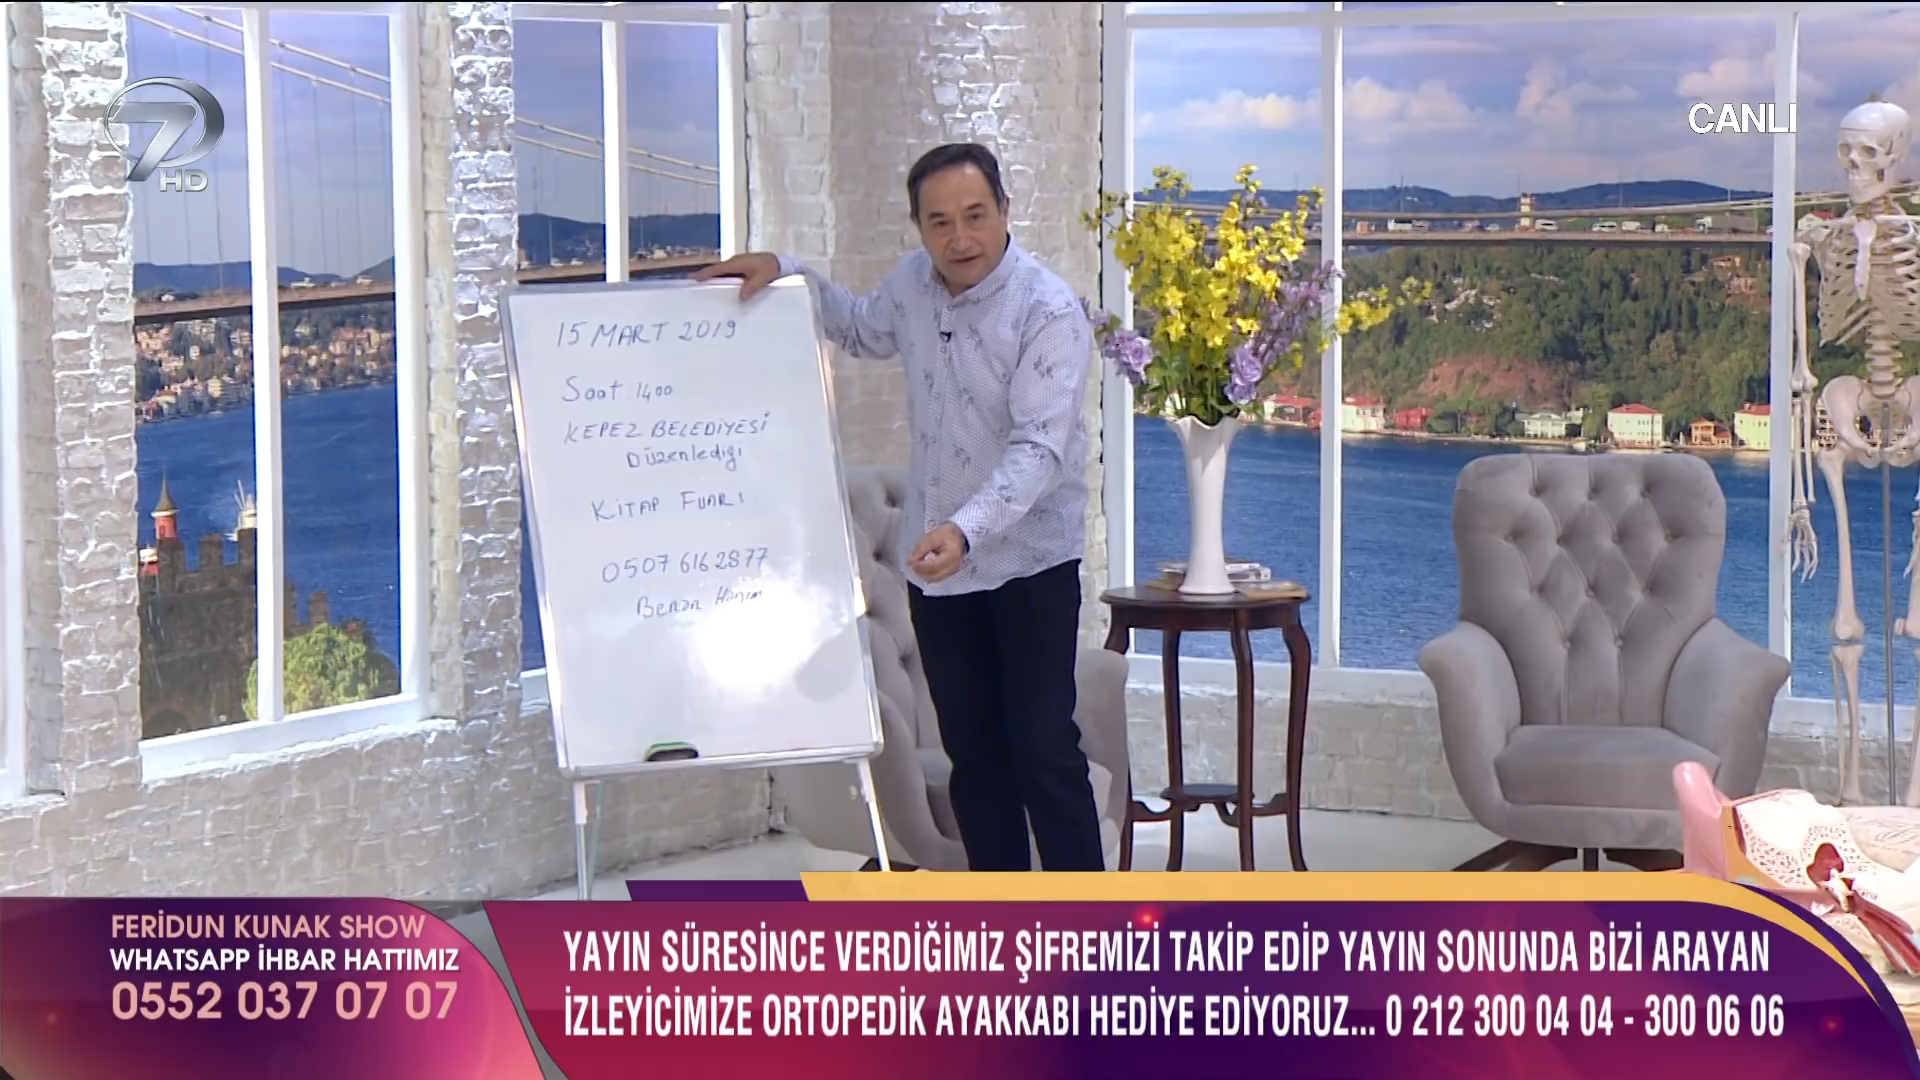 7
HD
CANLI
15 MART 2019
Saat 14.00
KEPEZ BELEDİYESİ
Düzenlediği
KİTAP FUARI
0507 616 2877
Benan Hanım
FERİDUN KUNAK SHOW
WHATSAPP İHBAR HATTIMIZ
0552 037 07 07
YAYIN SÜRESİNCE VERDİĞİMİZ ŞİFREMİZİ TAKİP EDİP YAYIN SONUNDA BİZİ ARAYAN
İZLEYİCİMİZE ORTOPEDİK AYAKKABI HEDİYE EDİYORUZ... 0 212 300 04 04 - 300 06 06